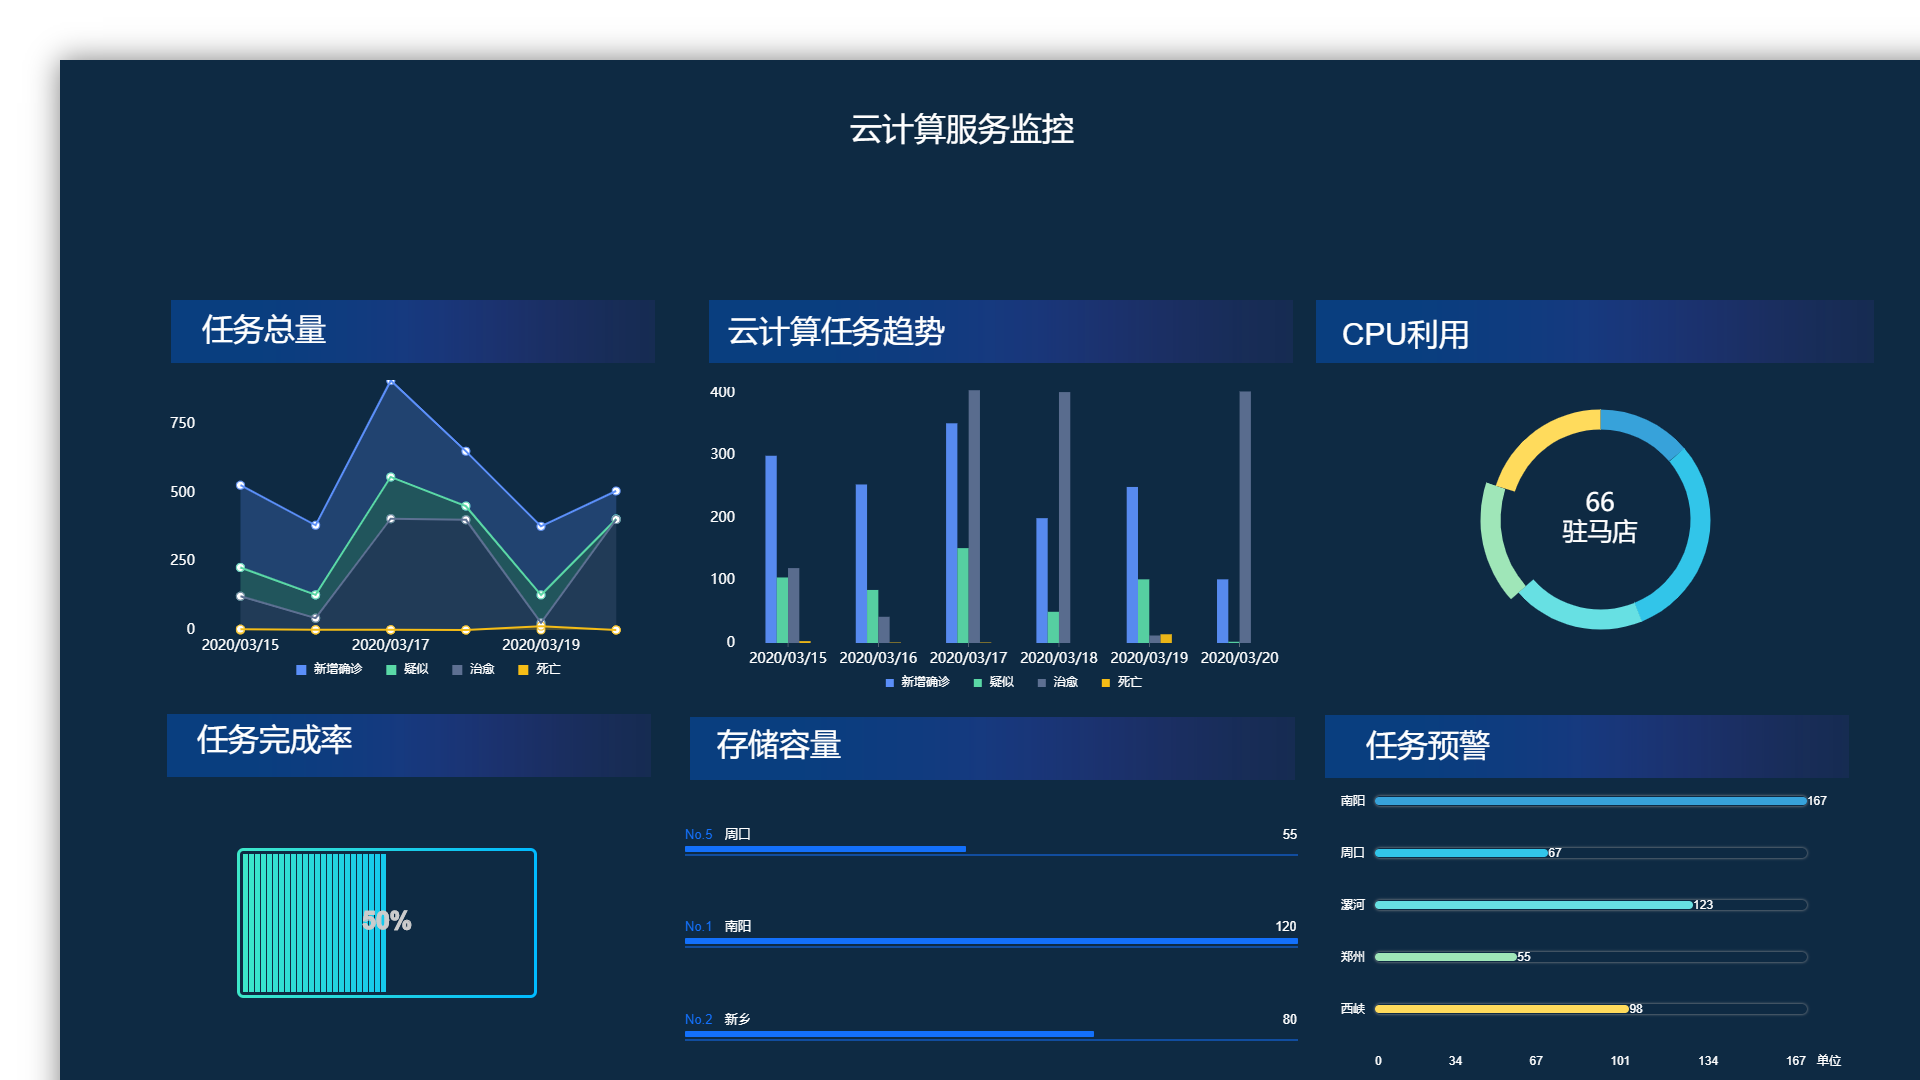 云计算服务监控
任务总量
云计算任务趋势
CPU利用
750
500
250
0
2020/03/15 2020/03/17 2020/03/19
新增确诊 疑似 治愈 死亡
400
300
200
100
0
2020/03/15 2020/03/16 2020/03/17 2020/03/18 2020/03/19 2020/03/20
新增确诊 疑似 治愈 死亡
66
驻马店
任务完成率
存储容量
任务预警
50%
No.5 周口 55
No.1 南阳 120
No.2 新乡 80
南阳 167
周口 67
漯河 123
郑州 55
西峡 98
0 34 67 101 134 167 单位